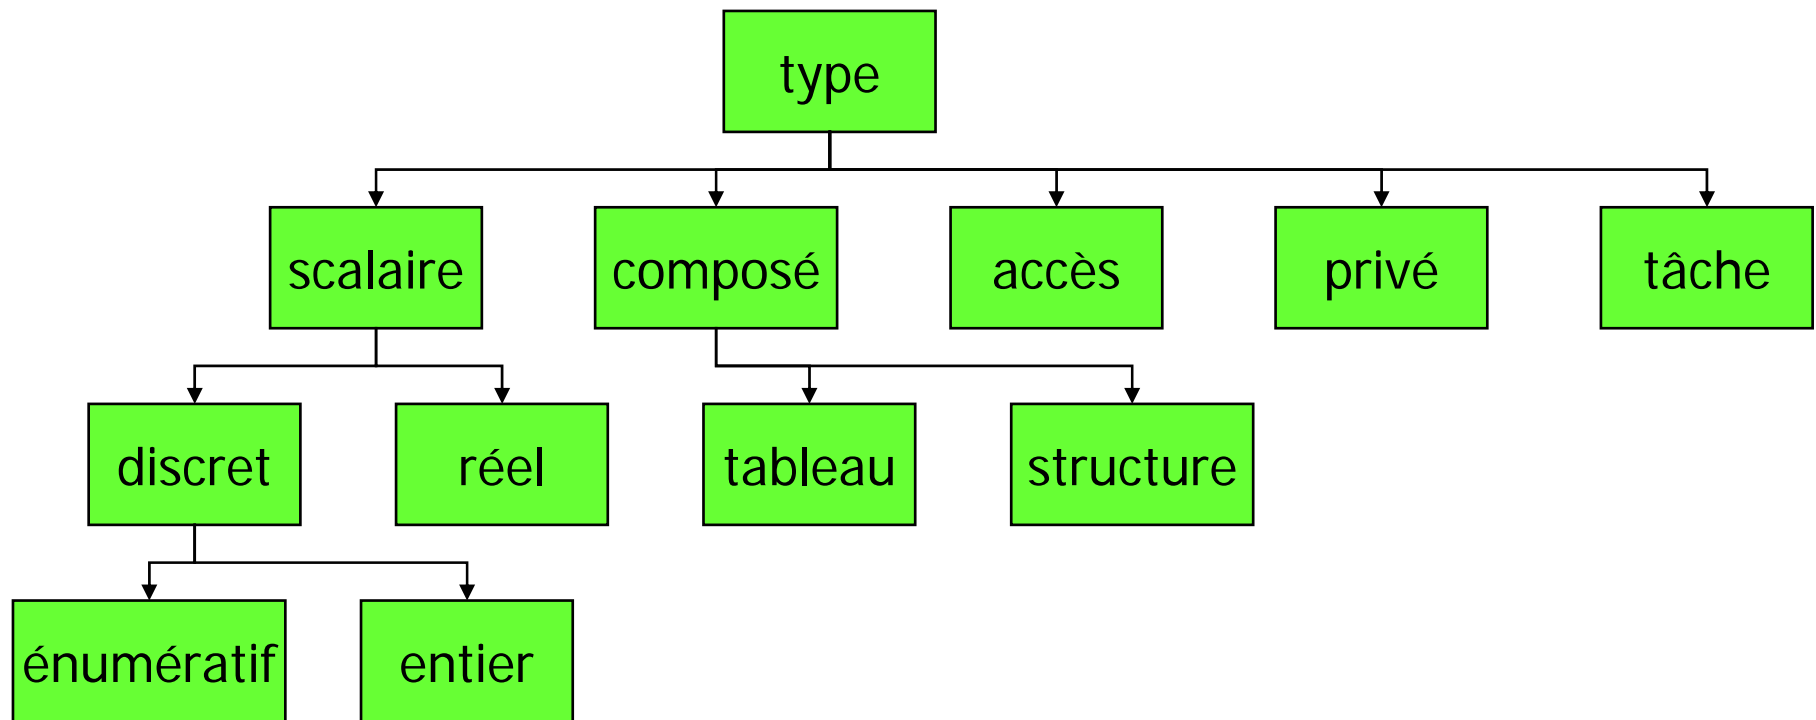 type
scalaire
composé
accès
privé
tâche
discret
réel
tableau
structure
énumératif
entier